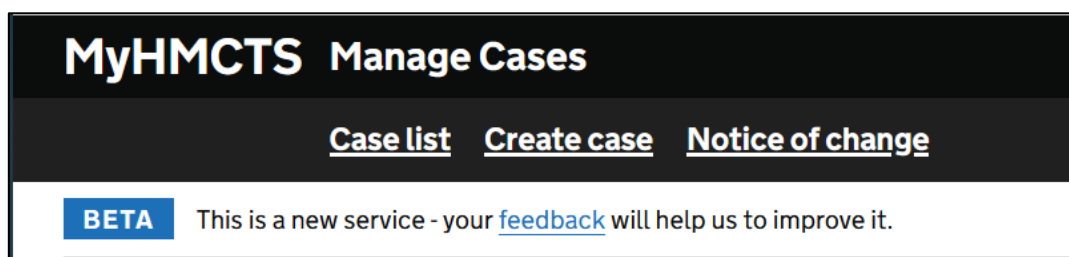 MyHMCTS Manage Cases
Case list Create case Notice of change
BETA This is a new service - your feedback will help us to improve it.